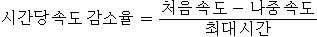 시간당 속도 감소율 = 처음 속도 − 나중 속도
최대 시간